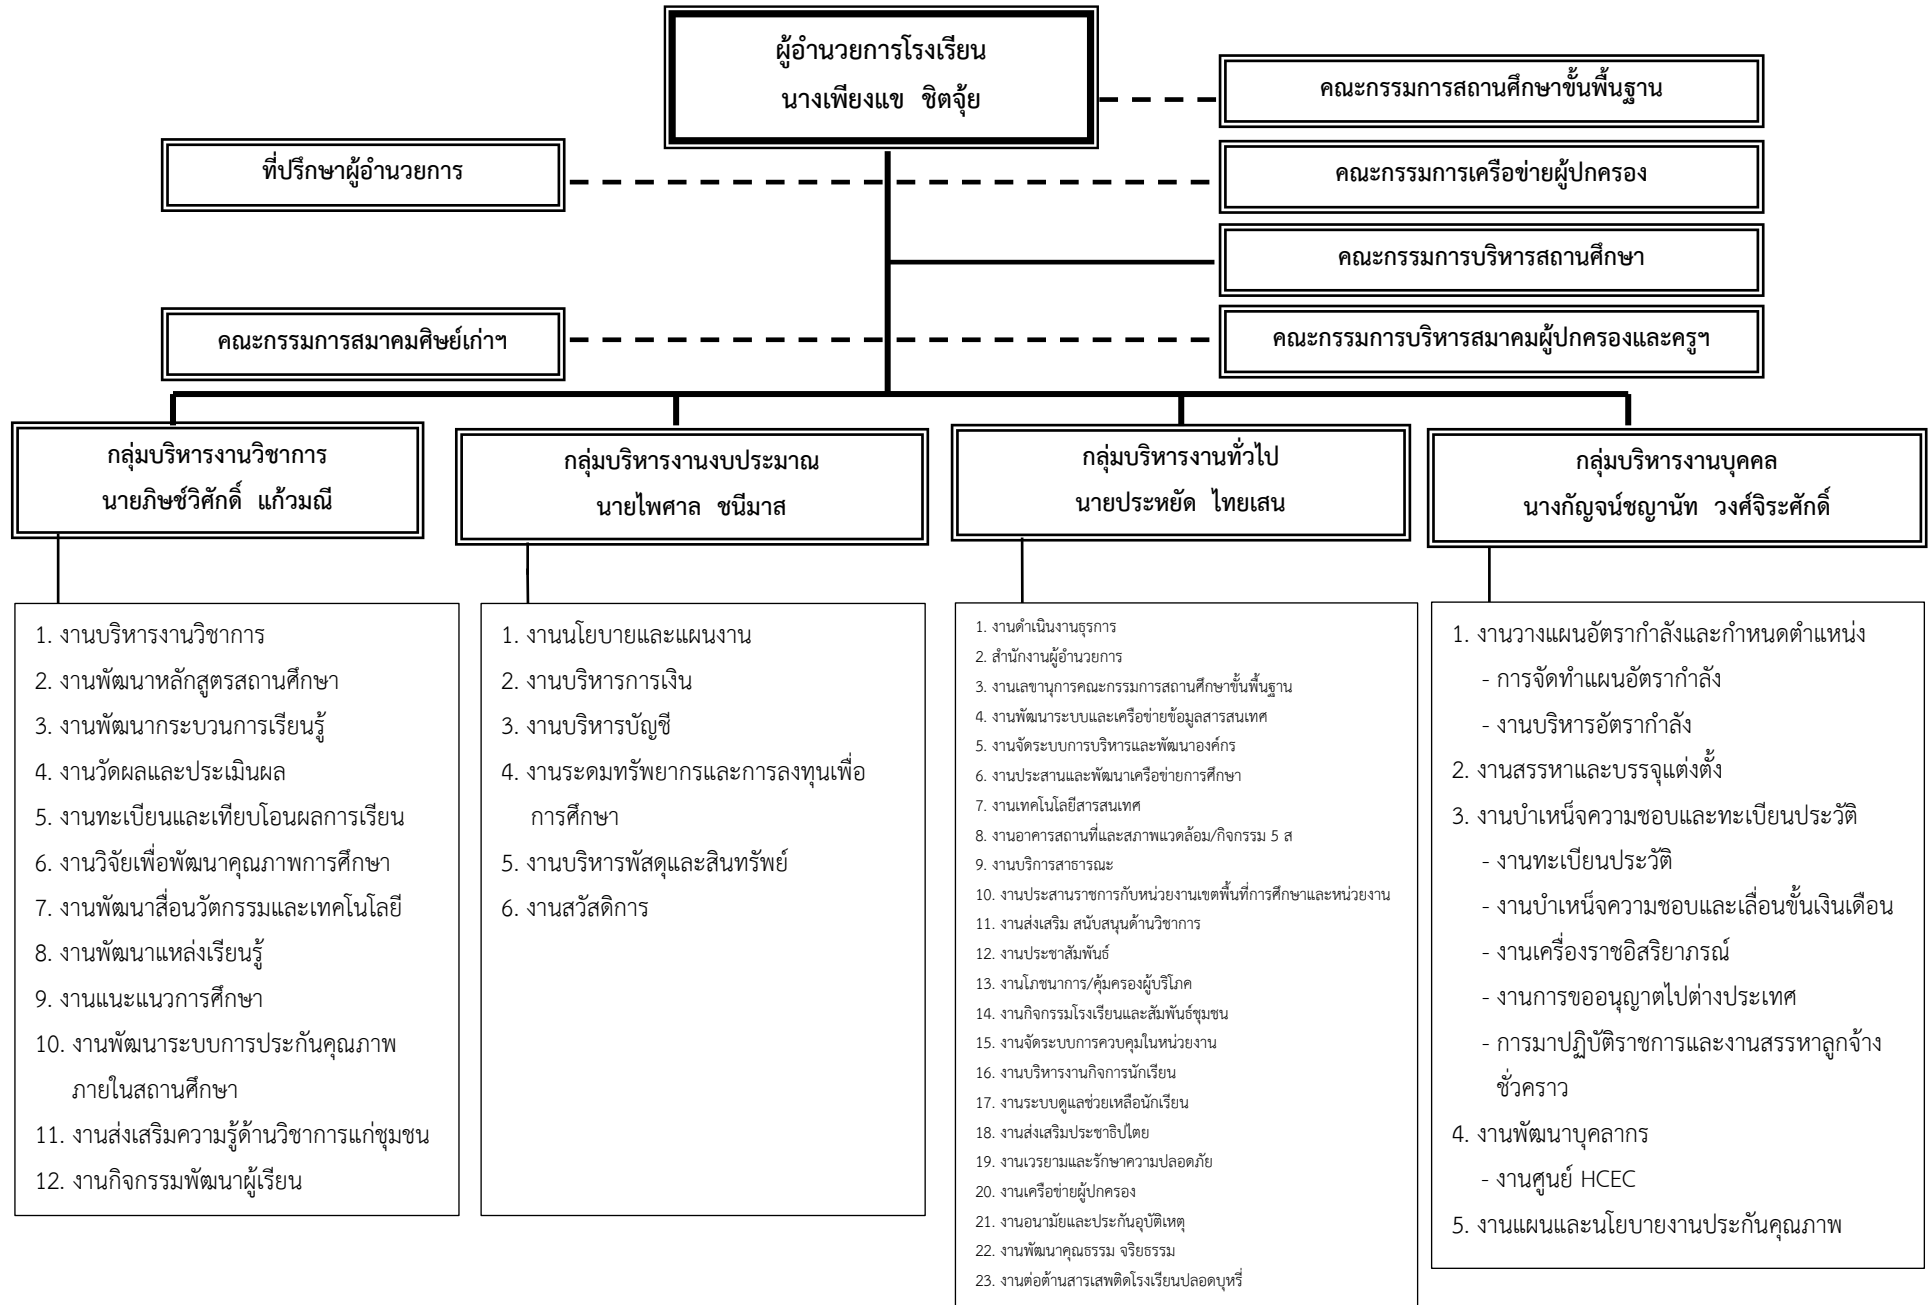 ผู้อำนวยการโรงเรียน
นางเพียงแข ชิตจุ้ย
คณะกรรมการสถานศึกษาขั้นพื้นฐาน
ที่ปรึกษาผู้อำนวยการ
คณะกรรมการเครือข่ายผู้ปกครอง
คณะกรรมการบริหารสถานศึกษา
คณะกรรมการสมาคมศิษย์เก่าฯ
คณะกรรมการบริหารสมาคมผู้ปกครองและครูฯ
กลุ่มบริหารงานวิชาการ
นายภิษช์วิศักดิ์ แก้วมณี
กลุ่มบริหารงานงบประมาณ
นายไพศาล ชนีมาส
กลุ่มบริหารงานทั่วไป
นายประหยัด ไทยเสน
กลุ่มบริหารงานบุคคล
นางกัญจน์ชญานัท วงศ์จิระศักดิ์
1. งานบริหารงานวิชาการ
2. งานพัฒนาหลักสูตรสถานศึกษา
3. งานพัฒนากระบวนการเรียนรู้
4. งานวัดผลและประเมินผล
5. งานทะเบียนและเทียบโอนผลการเรียน
6. งานวิจัยเพื่อพัฒนาคุณภาพการศึกษา
7. งานพัฒนาสื่อนวัตกรรมและเทคโนโลยี
8. งานพัฒนาแหล่งเรียนรู้
9. งานแนะแนวการศึกษา
10. งานพัฒนาระบบการประกันคุณภาพ
ภายในสถานศึกษา
11. งานส่งเสริมความรู้ด้านวิชาการแก่ชุมชน
12. งานกิจกรรมพัฒนาผู้เรียน
1. งานนโยบายและแผนงาน
2. งานบริหารการเงิน
3. งานบริหารบัญชี
4. งานระดมทรัพยากรและการลงทุนเพื่อ
การศึกษา
5. งานบริหารพัสดุและสินทรัพย์
6. งานสวัสดิการ
1. งานดำเนินงานธุรการ
2. สำนักงานผู้อำนวยการ
3. งานเลขานุการคณะกรรมการสถานศึกษาขั้นพื้นฐาน
4. งานพัฒนาระบบและเครือข่ายข้อมูลสารสนเทศ
5. งานจัดระบบการบริหารและพัฒนาองค์กร
6. งานประสานและพัฒนาเครือข่ายการศึกษา
7. งานเทคโนโลยีสารสนเทศ
8. งานอาคารสถานที่และสภาพแวดล้อม/กิจกรรม 5 ส
9. งานบริการสาธารณะ
10. งานประสานราชการกับหน่วยงานเขตพื้นที่การศึกษาและหน่วยงาน
11. งานส่งเสริม สนับสนุนด้านวิชาการ
12. งานประชาสัมพันธ์
13. งานโภชนาการ/คุ้มครองผู้บริโภค
14. งานกิจกรรมโรงเรียนและสัมพันธ์ชุมชน
15. งานจัดระบบการควบคุมในหน่วยงาน
16. งานบริหารงานกิจการนักเรียน
17. งานระบบดูแลช่วยเหลือนักเรียน
18. งานส่งเสริมประชาธิปไตย
19. งานเวรยามและรักษาความปลอดภัย
20. งานเครือข่ายผู้ปกครอง
21. งานอนามัยและประกันอุบัติเหตุ
22. งานพัฒนาคุณธรรม จริยธรรม
23. งานต่อต้านสารเสพติดโรงเรียนปลอดบุหรี่
1. งานวางแผนอัตรากำลังและกำหนดตำแหน่ง
- การจัดทำแผนอัตรากำลัง
- งานบริหารอัตรากำลัง
2. งานสรรหาและบรรจุแต่งตั้ง
3. งานบำเหน็จความชอบและทะเบียนประวัติ
- งานทะเบียนประวัติ
- งานบำเหน็จความชอบและเลื่อนขั้นเงินเดือน
- งานเครื่องราชอิสริยาภรณ์
- งานการขออนุญาตไปต่างประเทศ
- การมาปฏิบัติราชการและงานสรรหาลูกจ้าง
ชั่วคราว
4. งานพัฒนาบุคลากร
- งานศูนย์ HCEC
5. งานแผนและนโยบายงานประกันคุณภาพ